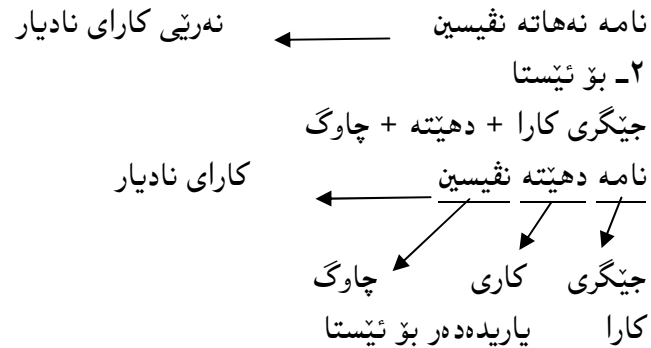 نامە نەهاتە نڤیسین نەرێی کارای نادیار
٢ـ بۆ ئێستا
جێگری کارا + دهێتە + چاوگ
نامە دهێتە نڤیسین کارای نادیار
جێگری کاری چاوگ
کارا یاریدەدەر بۆ ئێستا